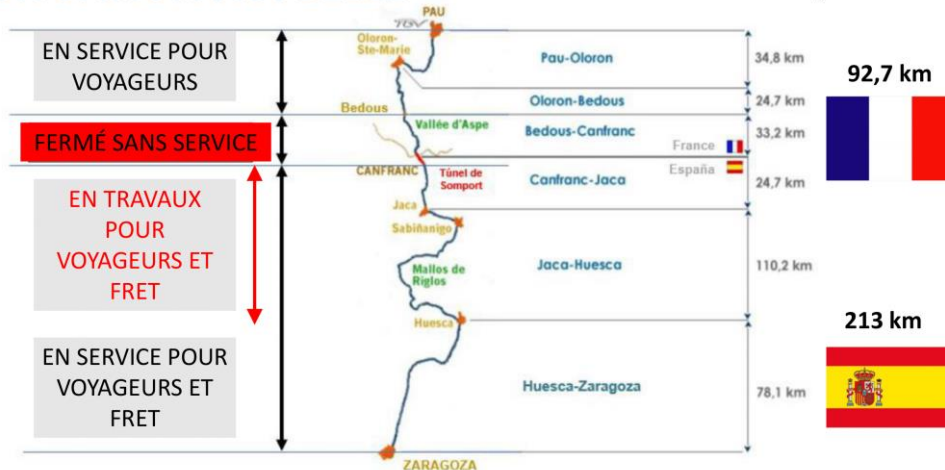 EN SERVICE POUR
VOYAGEURS
FERMÉ SANS SERVICE
EN TRAVAUX
POUR
VOYAGEURS ET
FRET
EN SERVICE POUR
VOYAGEURS ET
FRET
PAU
TGV
Oloron-
Ste-Marie
Bedous
Vallée d'Aspe
CANFRANC
Túnel de
Somport
Jaca
Sabiñanigo
Mallos de
Riglos
Huesca
ZARAGOZA
Pau-Oloron
Oloron-Bedous
Bedous-Canfranc
France
España
Canfranc-Jaca
Jaca-Huesca
Huesca-Zaragoza
34,8 km
24,7 km
33,2 km
24,7 km
110,2 km
78,1 km
92,7 km
213 km